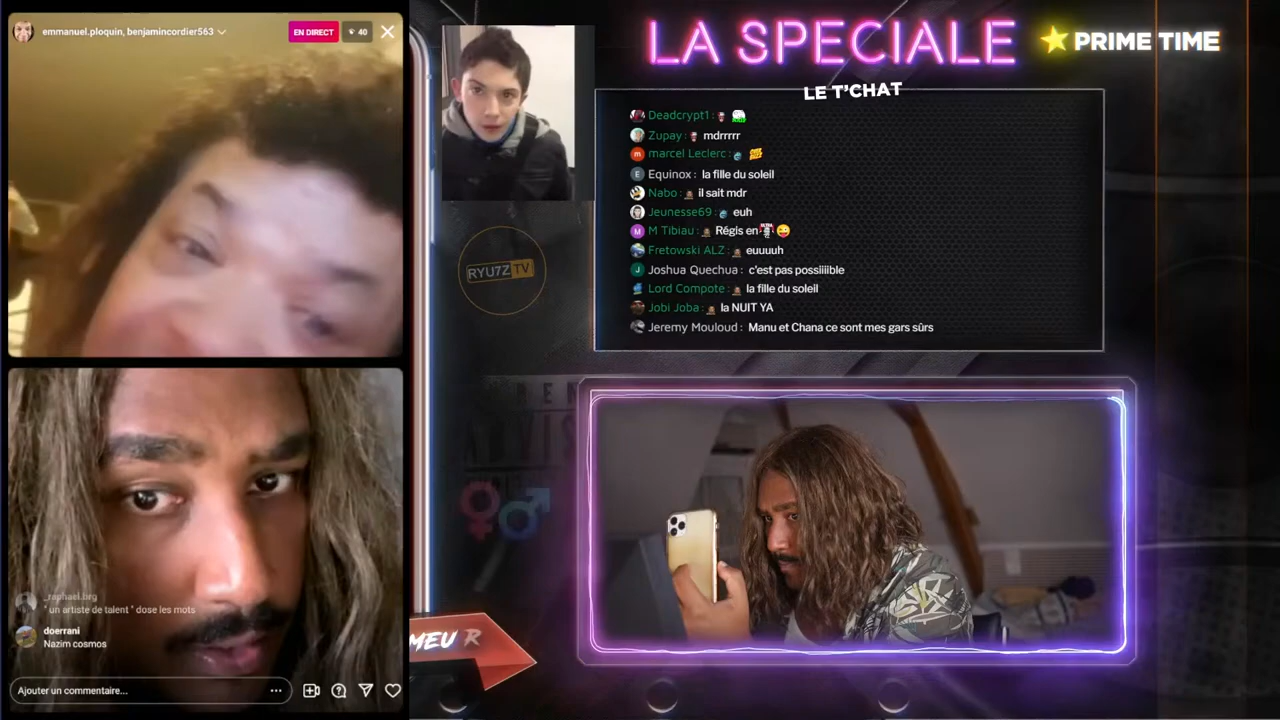 emmanuel.ploquin, benjamincordier563
EN DIRECT
40
LA SPECIALE
PRIME TIME
LE T'CHAT
Deadcrypt1 :
Zupay : mdrrrrr
marcel Leclerc :
Equinox : la fille du soleil
Nabo : il sait mdr
Jeunesse69 : euh
M Tibiau : Régis en
Fretowski ALZ : euuuuh
Joshua Quechua : c'est pas possiiiible
Lord Compote : la fille du soleil
Jobi Joba : la NUIT YA
Jeremy Mouloud : Manu et Chana ce sont mes gars sûrs
RYU7Z TV
_raphael.brg
" un artiste de talent " dose les mots
doerrani
Nazim cosmos
MEU R
Ajouter un commentaire...